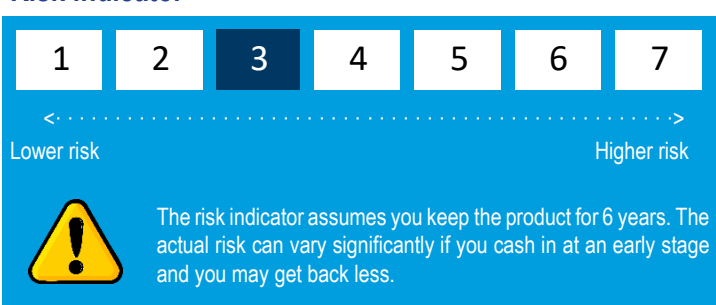 Risk Indicator
1 2 3 4 5 6 7
<· · · · · · · · · · · · · · · · · · · · · · · · · · · · · · · · · · · · · · · · · · · · · · · · · · · ·>
Lower risk Higher risk
The risk indicator assumes you keep the product for 6 years. The
actual risk can vary significantly if you cash in at an early stage
and you may get back less.